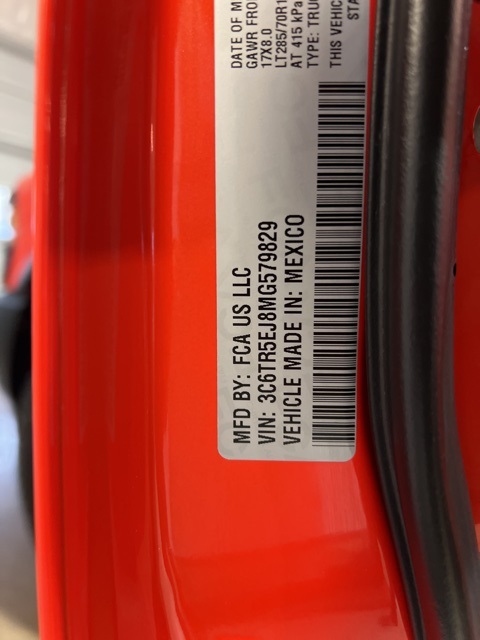 MFD BY: FCA US LLC
VIN: 3C6TR5EJ8MG579829
VEHICLE MADE IN: MEXICO
DATE OF M
GAWR FRO
17X8.0
LT285/70R1
AT 415 kPa
TYPE: TRU
THIS VEHIC
STA